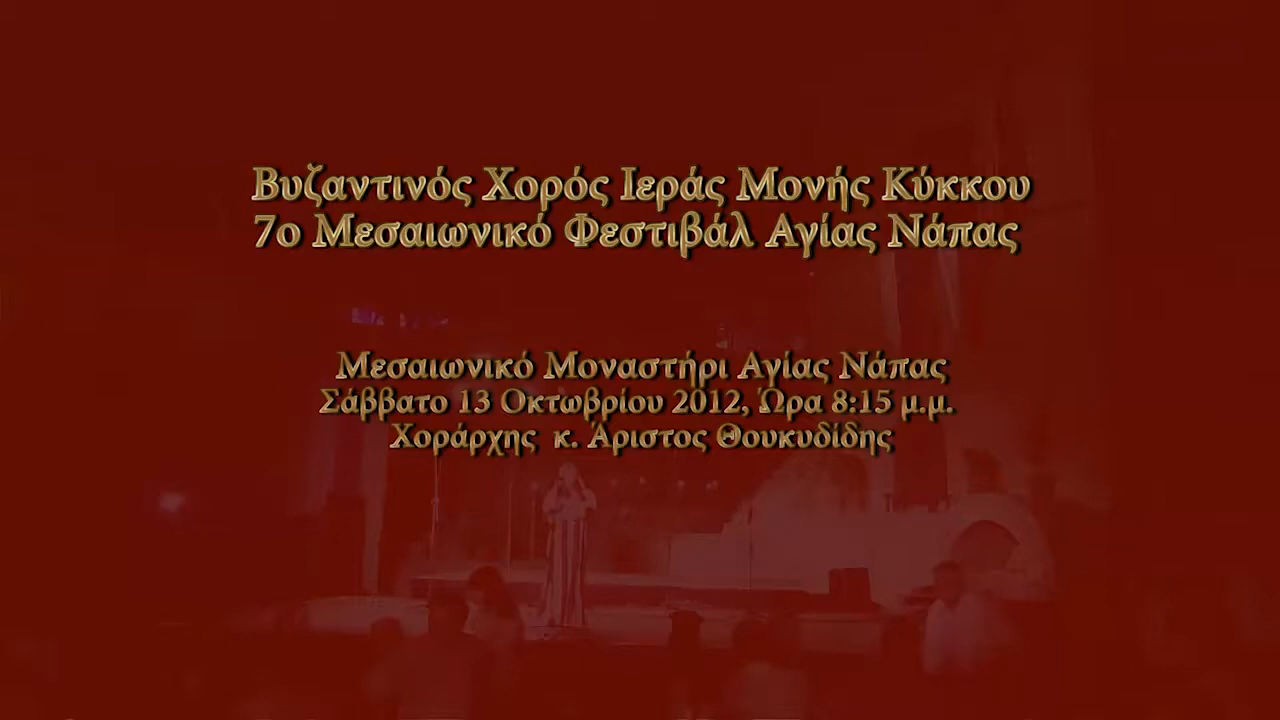 Βυζαντινός Χορός Ιεράς Μονής Κύκκου
7ο Μεσαιωνικό Φεστιβάλ Αγίας Νάπας
Μεσαιωνικό Μοναστήρι Αγίας Νάπας
Σάββατο 13 Οκτωβρίου 2012, Ώρα 8:15 μ.μ.
Χοράρχης κ. Άριστος Θουκυδίδης